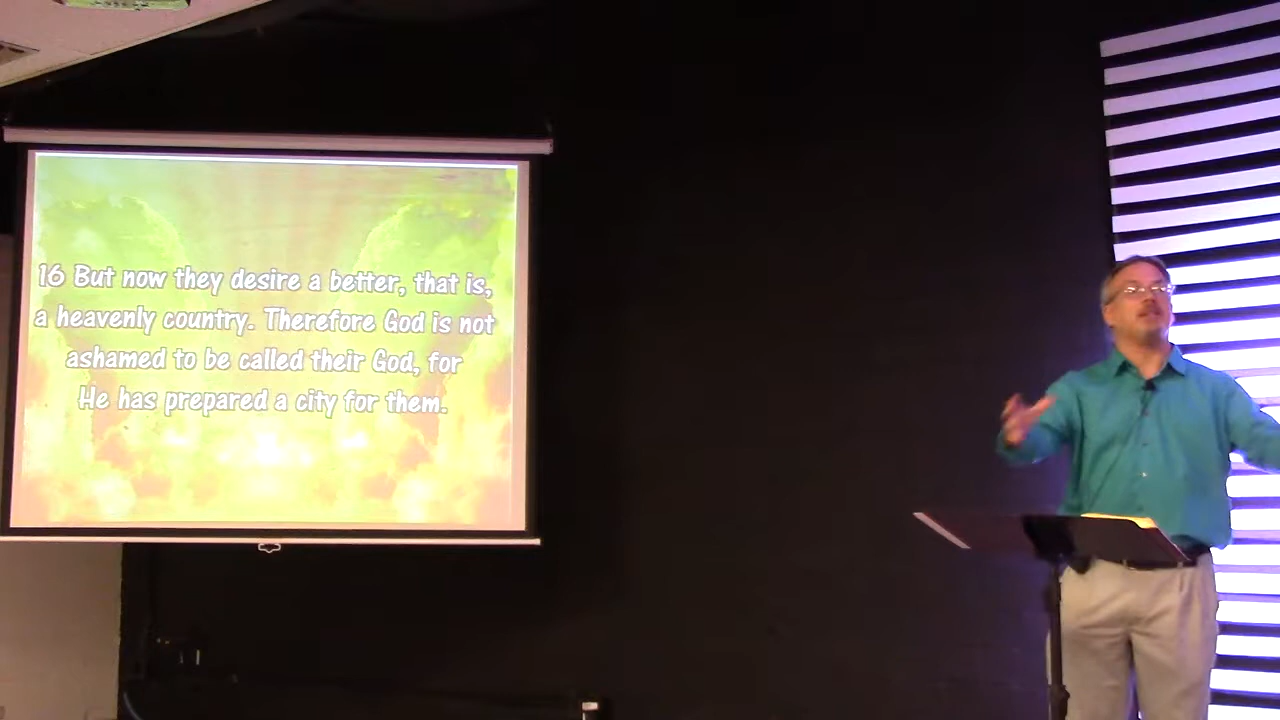 16 But now they desire a better, that is,
a heavenly country. Therefore God is not
ashamed to be called their God, for
He has prepared a city for them.